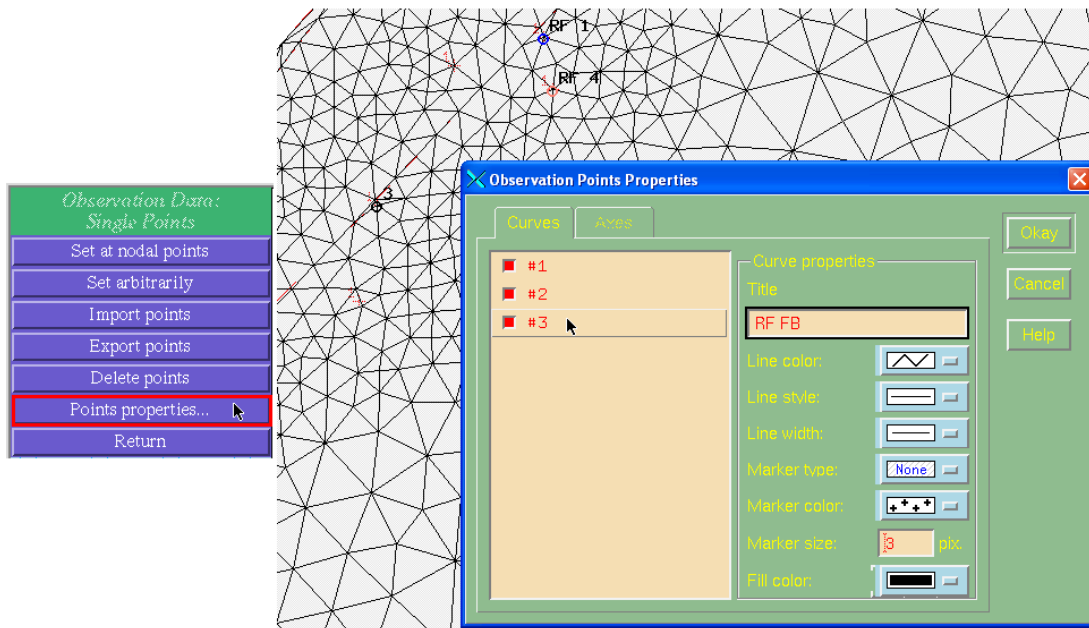 RF 1
RF 4
3
Observation Data:
Single Points
Set at nodal points
Set arbitrarily
Import points
Export points
Delete points
Points properties...
Return
Observation Points Properties
Curves
Axes
#1
#2
#3
Curve properties
Title
RF FB
Line color:
Line style:
Line width:
Marker type:
None
Marker color:
Marker size:
3
pix.
Fill color:
Okay
Cancel
Help